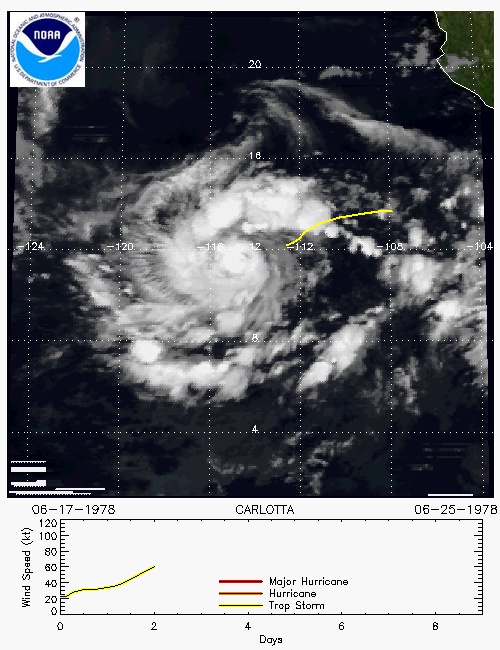 NATIONAL OCEANIC AND ATMOSPHERIC ADMINISTRATION
U.S. DEPARTMENT OF COMMERCE
NOAA
20
16
-124 -120 -116 12 -112 -108 -104
8
4
06-17-1978 CARLOTTA 06-25-1978
Wind Speed (kt)
120
100
80
60
40
20
0
Major Hurricane
Hurricane
Trop Storm
0 2 4 6 8
Days